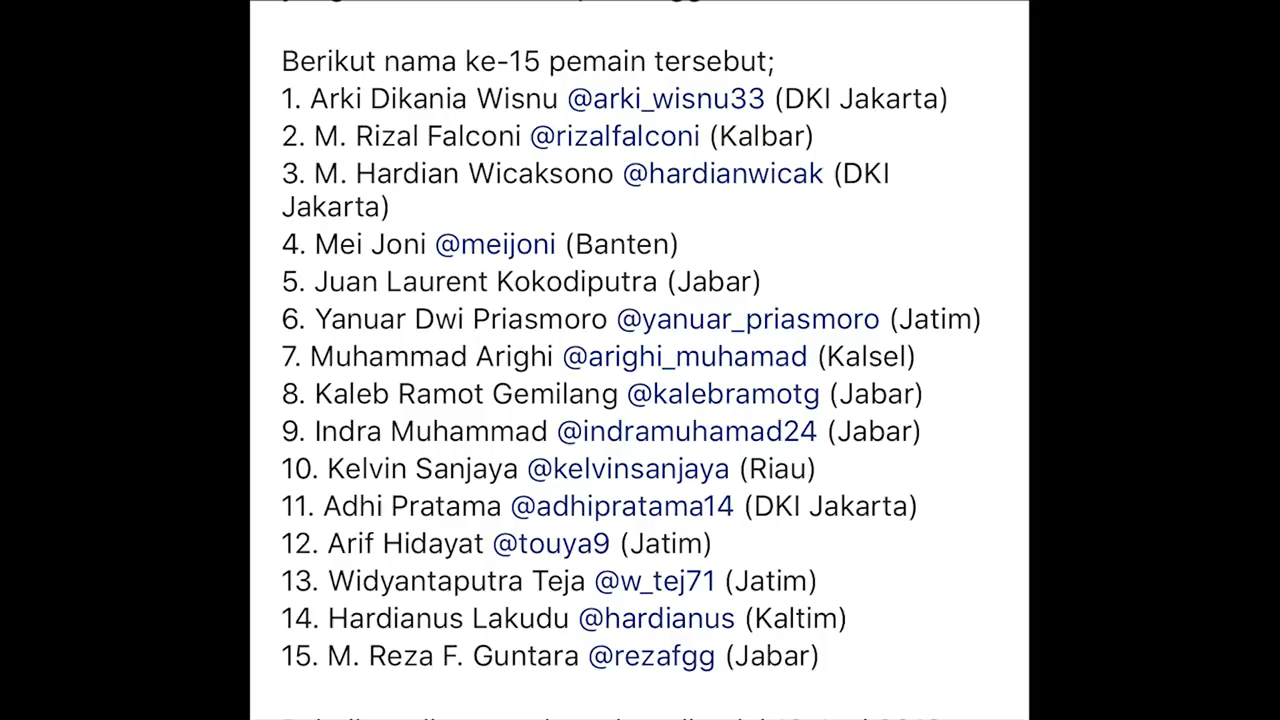 Berikut nama ke-15 pemain tersebut;
1. Arki Dikania Wisnu @arki_wisnu33 (DKI Jakarta)
2. M. Rizal Falconi @rizalfalconi (Kalbar)
3. M. Hardian Wicaksono @hardianwicak (DKI
Jakarta)
4. Mei Joni @meijoni (Banten)
5. Juan Laurent Kokodiputra (Jabar)
6. Yanuar Dwi Priasmoro @yanuar_priasmoro (Jatim)
7. Muhammad Arighi @arighi_muhamad (Kalsel)
8. Kaleb Ramot Gemilang @kalebramotg (Jabar)
9. Indra Muhammad @indramuhamad24 (Jabar)
10. Kelvin Sanjaya @kelvinsanjaya (Riau)
11. Adhi Pratama @adhipratama14 (DKI Jakarta)
12. Arif Hidayat @touya9 (Jatim)
13. Widyantaputra Teja @w_tej71 (Jatim)
14. Hardianus Lakudu @hardianus (Kaltim)
15. M. Reza F. Guntara @rezafgg (Jabar)